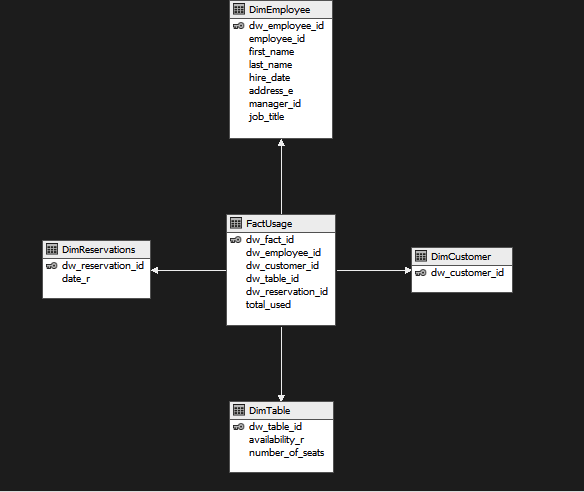 DimEmployee
dw_employee_id
employee_id
first_name
last_name
hire_date
address_e
manager_id
job_title
FactUsage
dw_fact_id
dw_employee_id
dw_customer_id
dw_table_id
dw_reservation_id
total_used
DimReservations
dw_reservation_id
date_r
DimCustomer
dw_customer_id
DimTable
dw_table_id
availability_r
number_of_seats